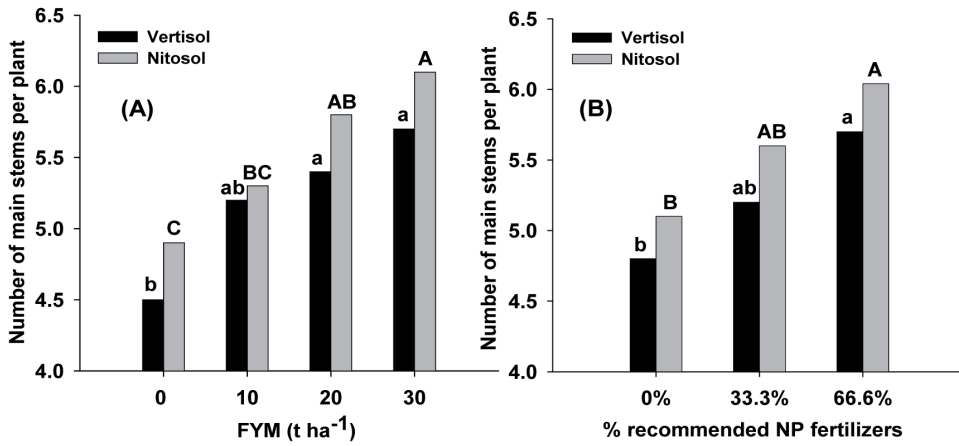 Number of main stems per plant
6.5
6.0
5.5
5.0
4.5
4.0
Vertisol
Nitosol
(A)
b
C
ab
BC
a
AB
a
A
0
10
20
30
FYM (t ha⁻¹)
Number of main stems per plant
6.5
6.0
5.5
5.0
4.5
4.0
Vertisol
Nitosol
(B)
b
B
ab
AB
a
A
0%
33.3%
66.6%
% recommended NP fertilizers